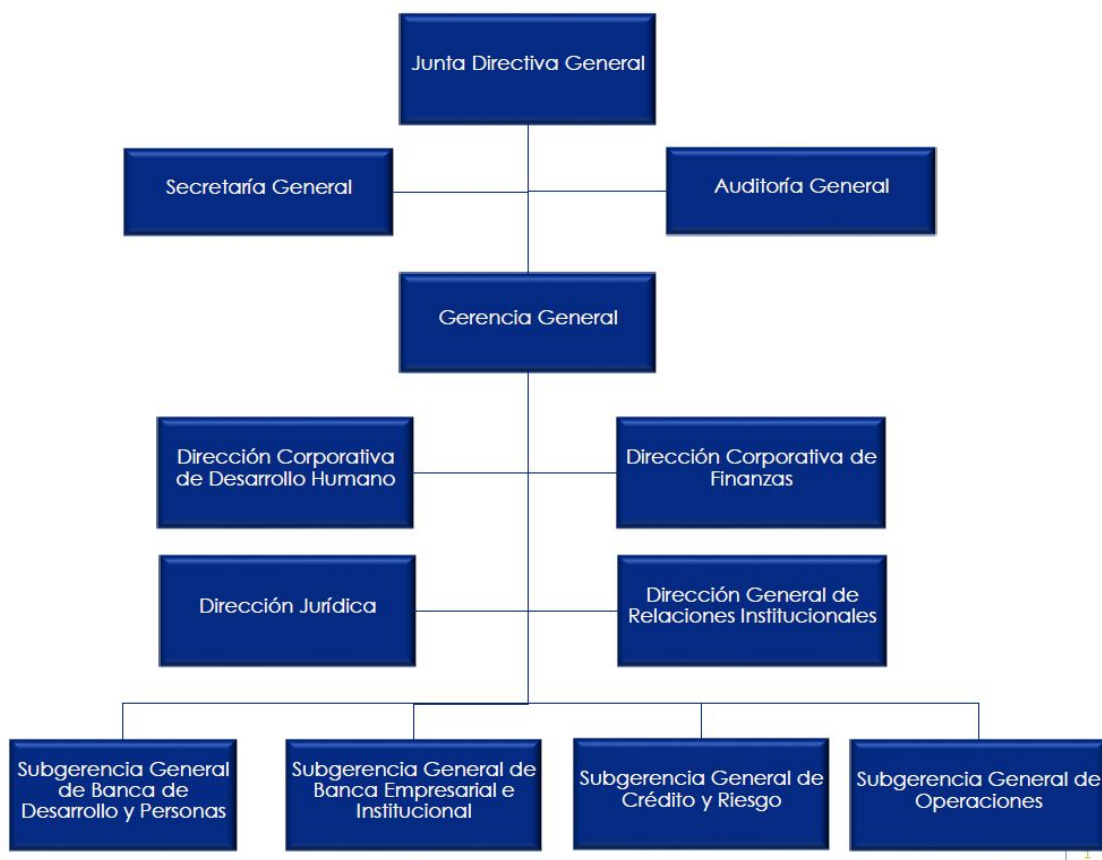 Junta Directiva General
Secretaría General
Auditoría General
Gerencia General
Dirección Corporativa
de Desarrollo Humano
Dirección Corporativa de
Finanzas
Dirección Jurídica
Dirección General de
Relaciones Institucionales
Subgerencia General
de Banca de
Desarrollo y Personas
Subgerencia General de
Banca Empresarial e
Institucional
Subgerencia General de
Crédito y Riesgo
Subgerencia General de
Operaciones
1